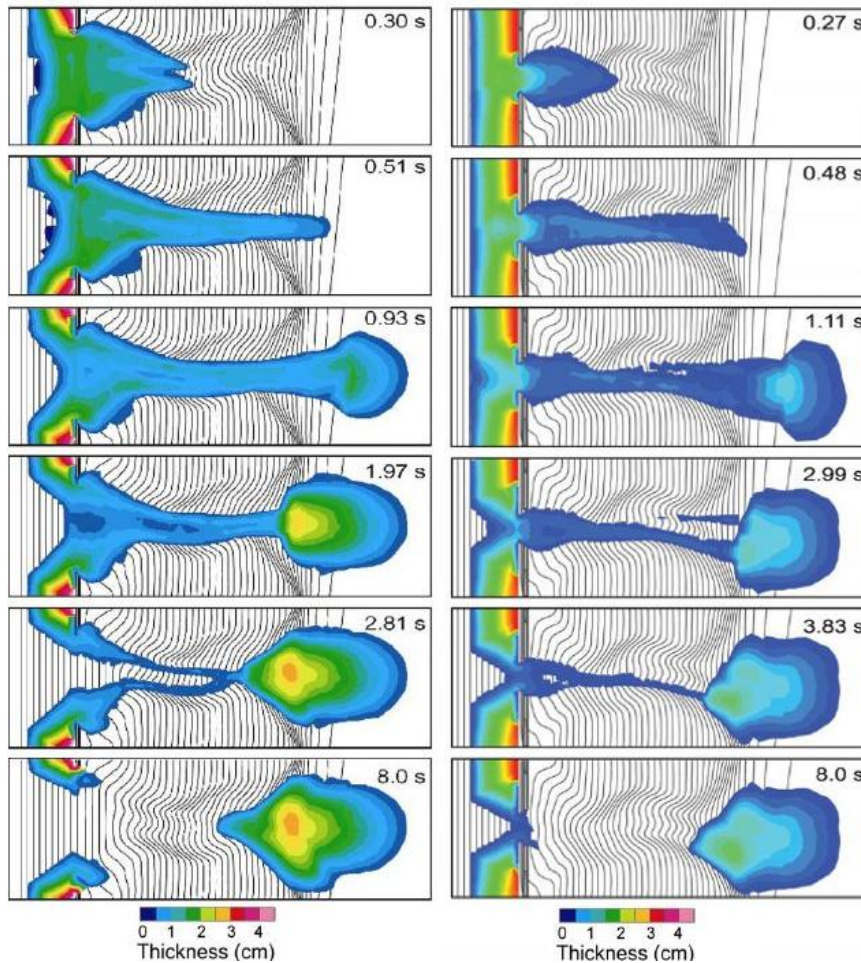 0.30 s
0.27 s
0.51 s
0.48 s
0.93 s
1.11 s
1.97 s
2.99 s
2.81 s
3.83 s
8.0 s
8.0 s
0 1 2 3 4
0 1 2 3 4
Thickness (cm)
Thickness (cm)